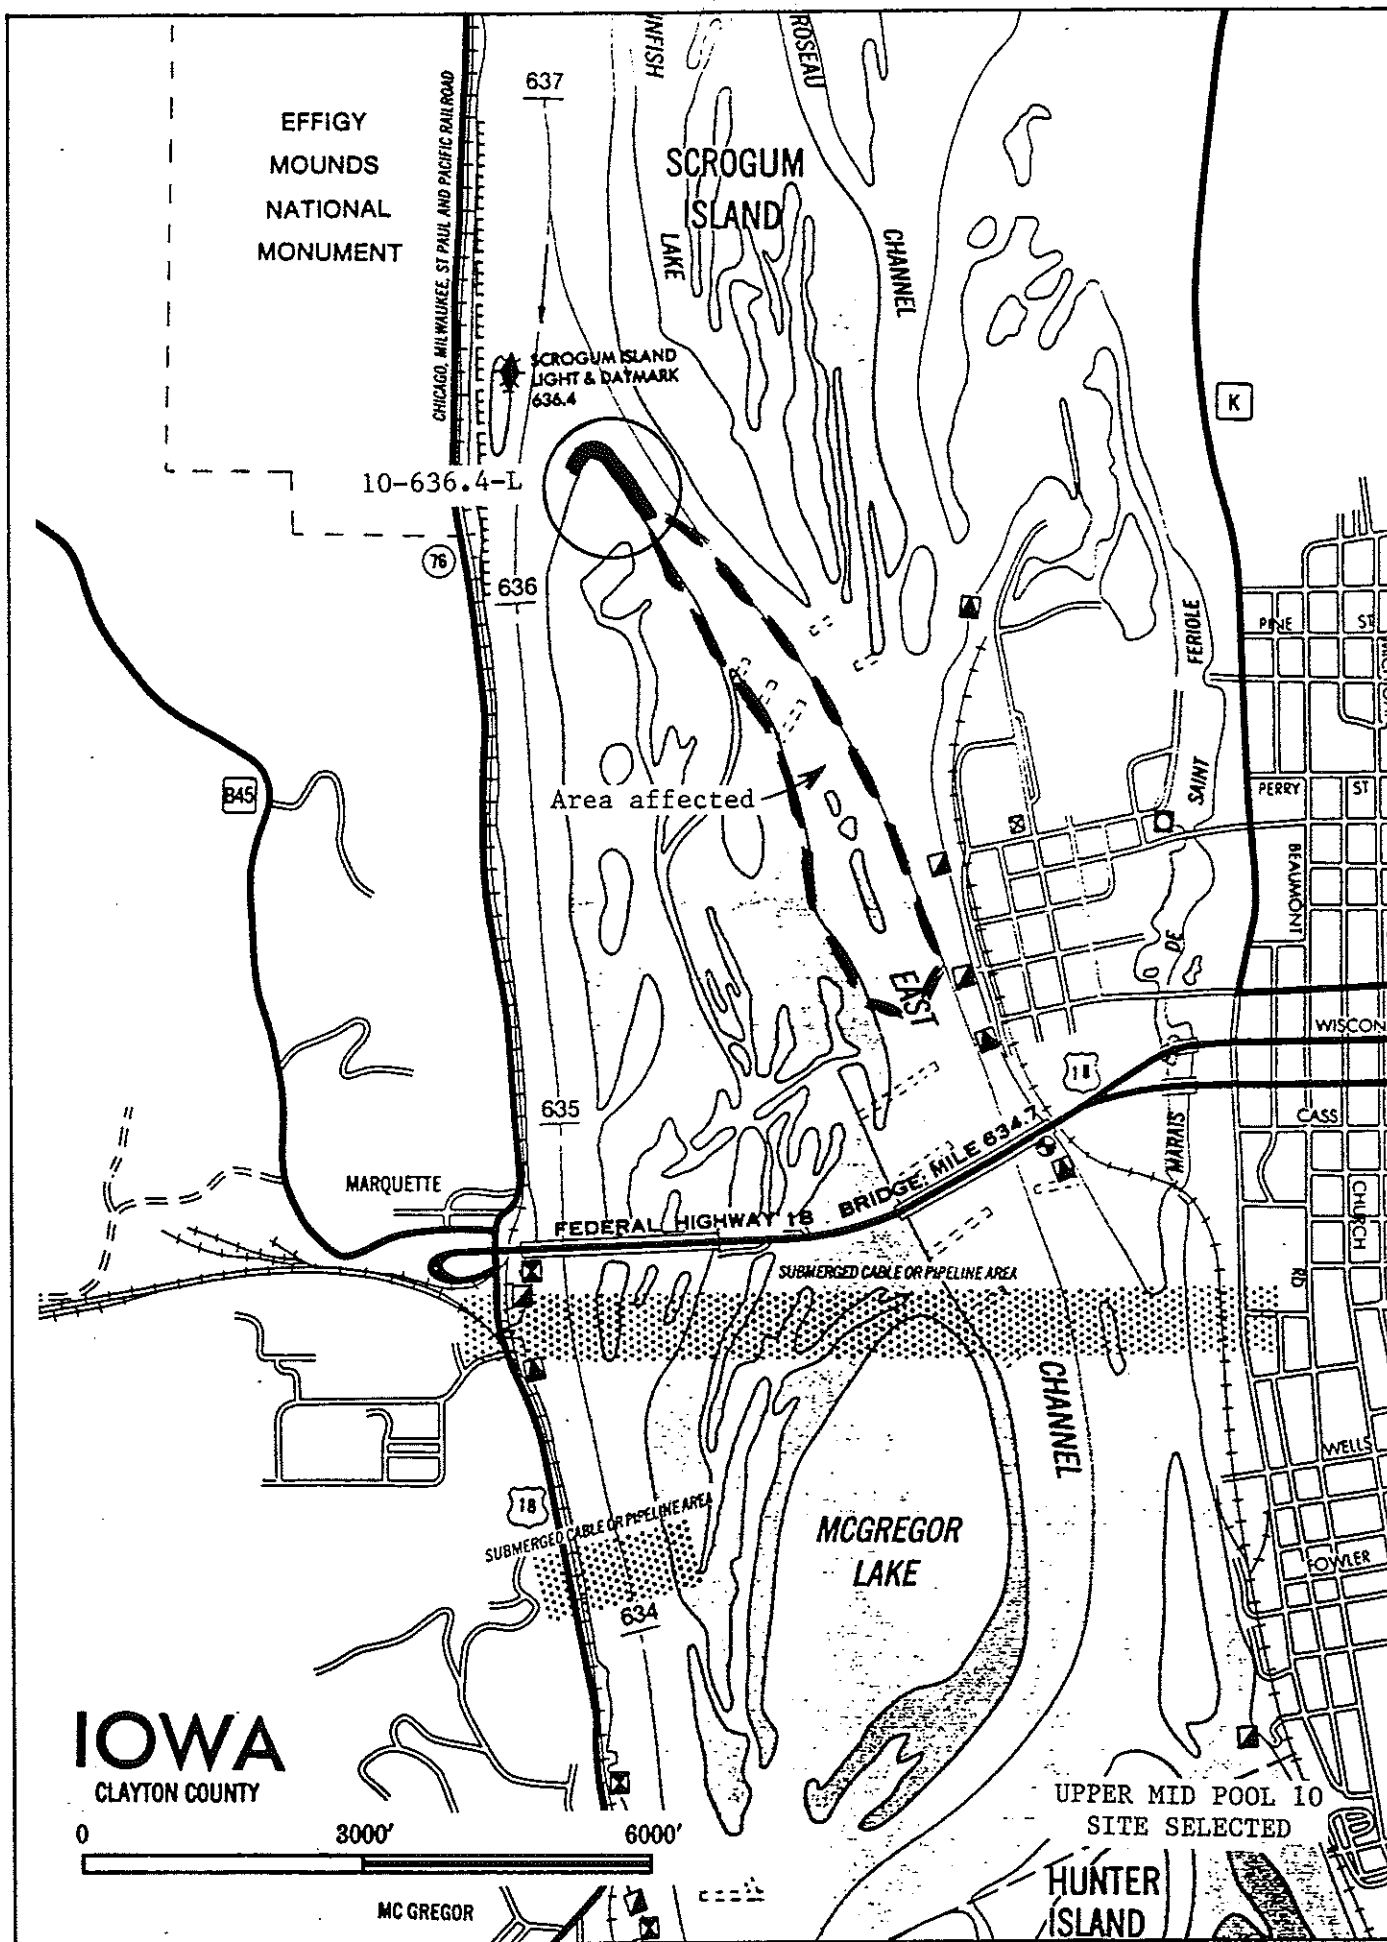 637
NFISH
ROSEAU
EFFIGY
MOUNDS
NATIONAL
MONUMENT
CHICAGO, MILWAUKEE, ST PAUL AND PACIFIC RAILROAD
SCROGUM
ISLAND
LAKE
CHANNEL
SCROGUM ISLAND
LIGHT & DAYMARK
636.4
K
10-636.4-L
76
636
PINE ST
FERIOLE
SAINT
DE
MARAIS
B45
Area affected
PERRY ST
BEAUMONT
RD
EAST
CHANNEL
WISCON
18
635
CASS
CHURCH
MARQUETTE
FEDERAL HIGHWAY 18
BRIDGE: MILE 634.7
SUBMERGED CABLE OR PIPELINE AREA
WELLS
18
SUBMERGED CABLE OR PIPELINE AREA
MCGREGOR
LAKE
FOWLER
634
IOWA
CLAYTON COUNTY
UPPER MID POOL 10
SITE SELECTED
0 3000' 6000'
HUNTER
ISLAND
MC GREGOR